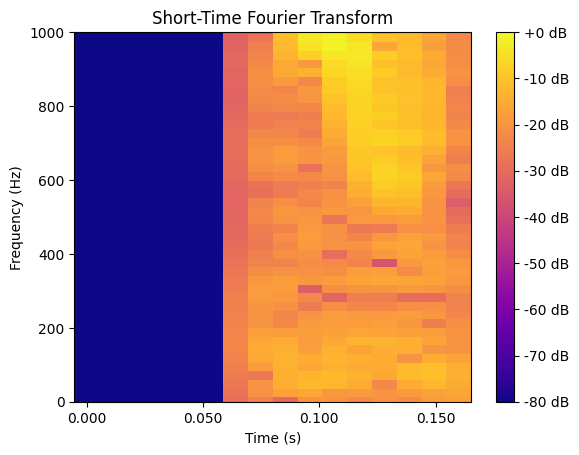 Short-Time Fourier Transform
1000
800
600
400
200
0
Frequency (Hz)
0.000
0.050
0.100
0.150
Time (s)
+0 dB
-10 dB
-20 dB
-30 dB
-40 dB
-50 dB
-60 dB
-70 dB
-80 dB